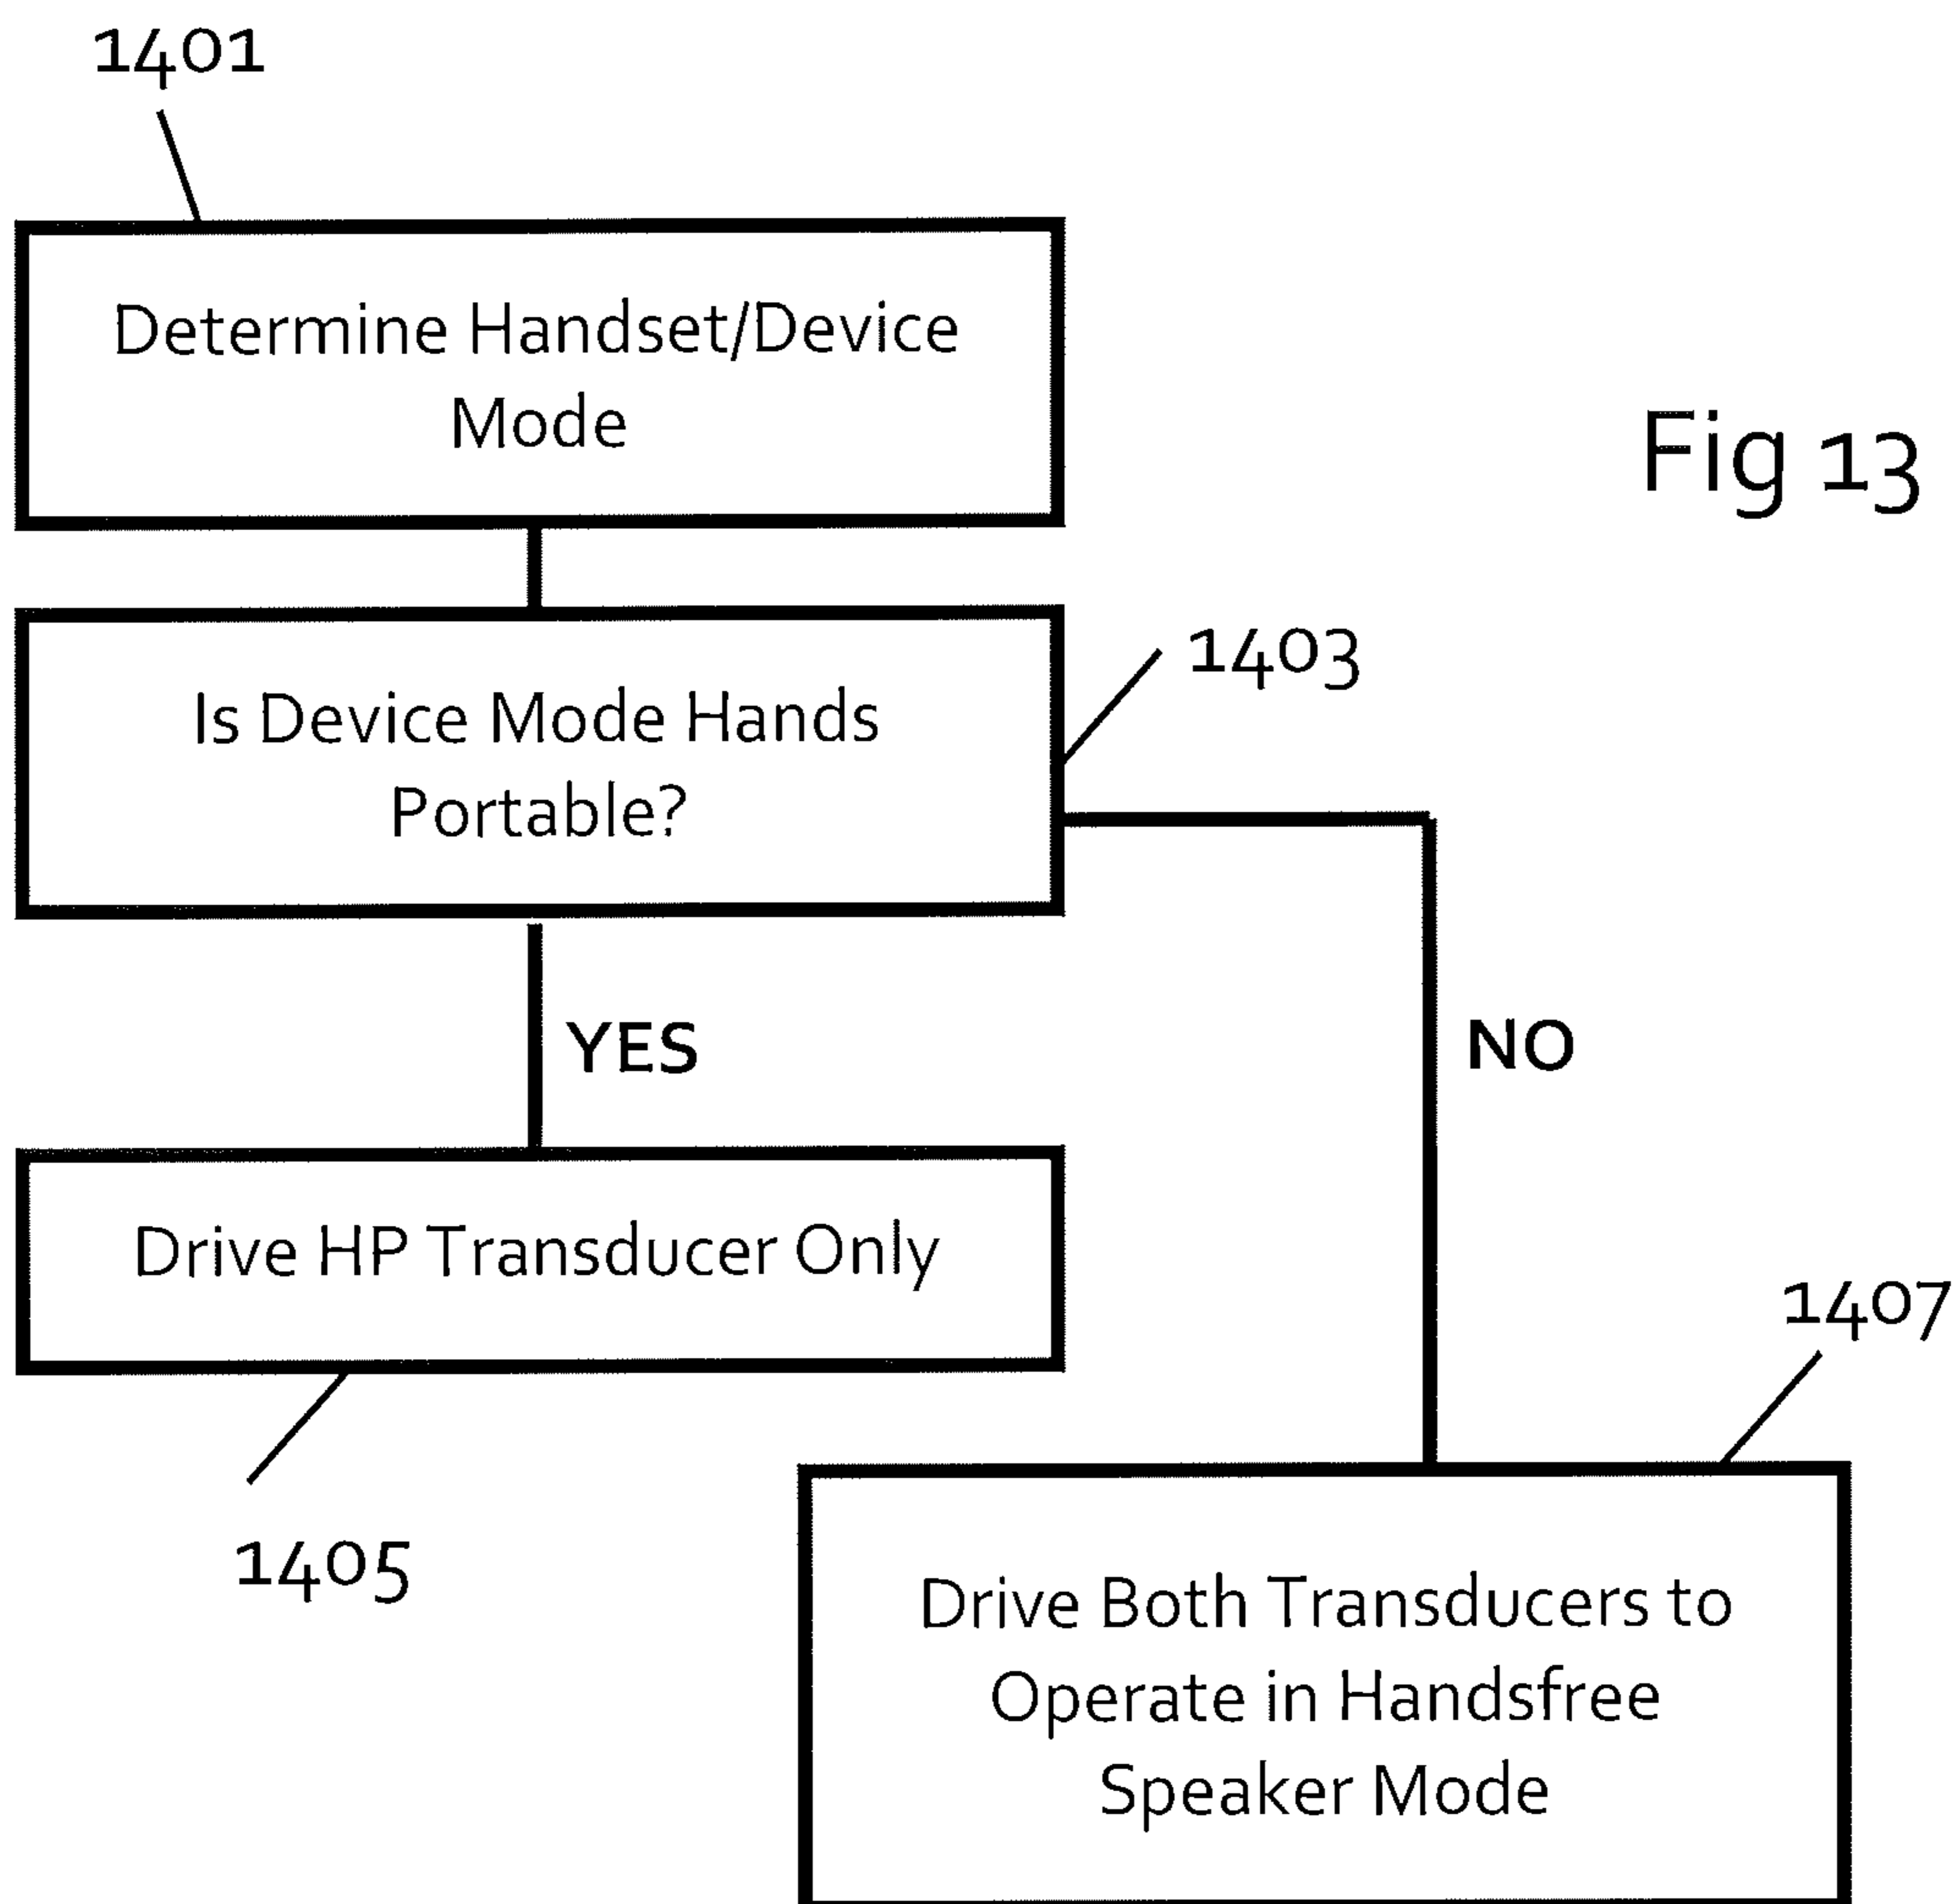 1401
Determine Handset/Device
Mode
Fig 13
Is Device Mode Hands
Portable?
1403
YES
NO
Drive HP Transducer Only
1407
1405
Drive Both Transducers to
Operate in Handsfree
Speaker Mode